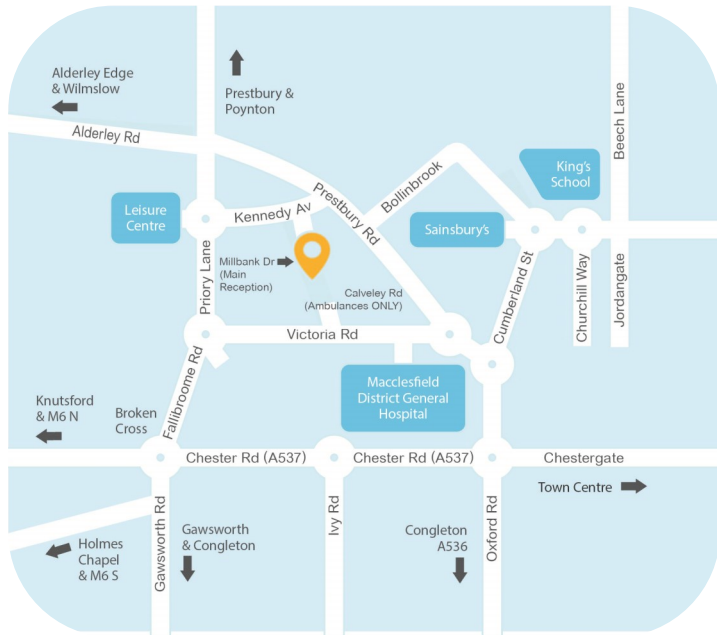 Alderley Edge
& Wilmslow
Prestbury &
Poynton
Alderley Rd
Beech Lane
King's
School
Leisure
Centre
Kennedy Av
Prestbury Rd
Bollinbrook
Sainsbury's
Millbank Dr
(Main
Reception)
Priory Lane
Calveley Rd
(Ambulances ONLY)
Cumberland St
Churchill Way
Jordangate
Victoria Rd
Macclesfield
District General
Hospital
Fallibroome Rd
Knutsford
& M6 N
Broken
Cross
Chester Rd (A537)
Chester Rd (A537)
Chestergate
Town Centre
Holmes
Chapel
& M6 S
Gawsworth Rd
Gawsworth
& Congleton
Ivy Rd
Congleton
A536
Oxford Rd